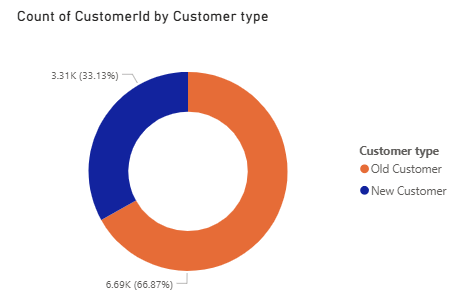 Count of CustomerId by Customer type
3.31K (33.13%)
Customer type
Old Customer
New Customer
6.69K (66.87%)